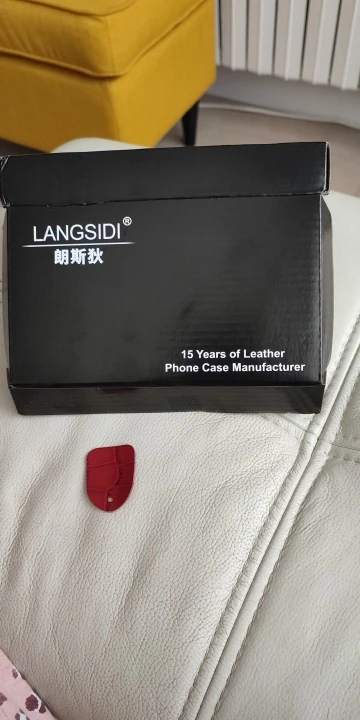 LANGSIDI®
朗斯狄
15 Years of Leather
Phone Case Manufacturer